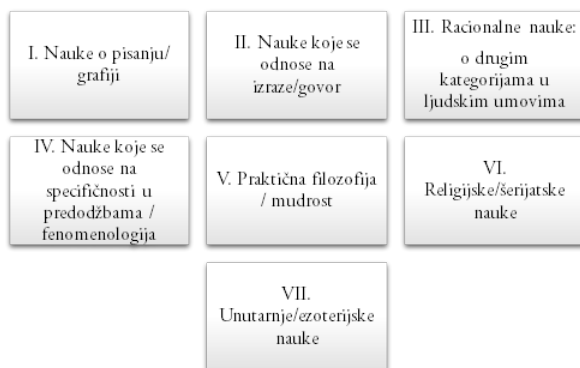 I. Nauke o pisanju/
grafiji
II. Nauke koje se
odnose na
izraze/govor
III. Racionalne nauke:
o drugim
kategorijama u
ljudskim umovima
IV. Nauke koje se
odnose na
specifičnosti u
predodžbama /
fenomenologija
V. Praktična filozofija
/ mudrost
VI.
Religijske/šerijatske
nauke
VII.
Unutarnje/ezoterijske
nauke